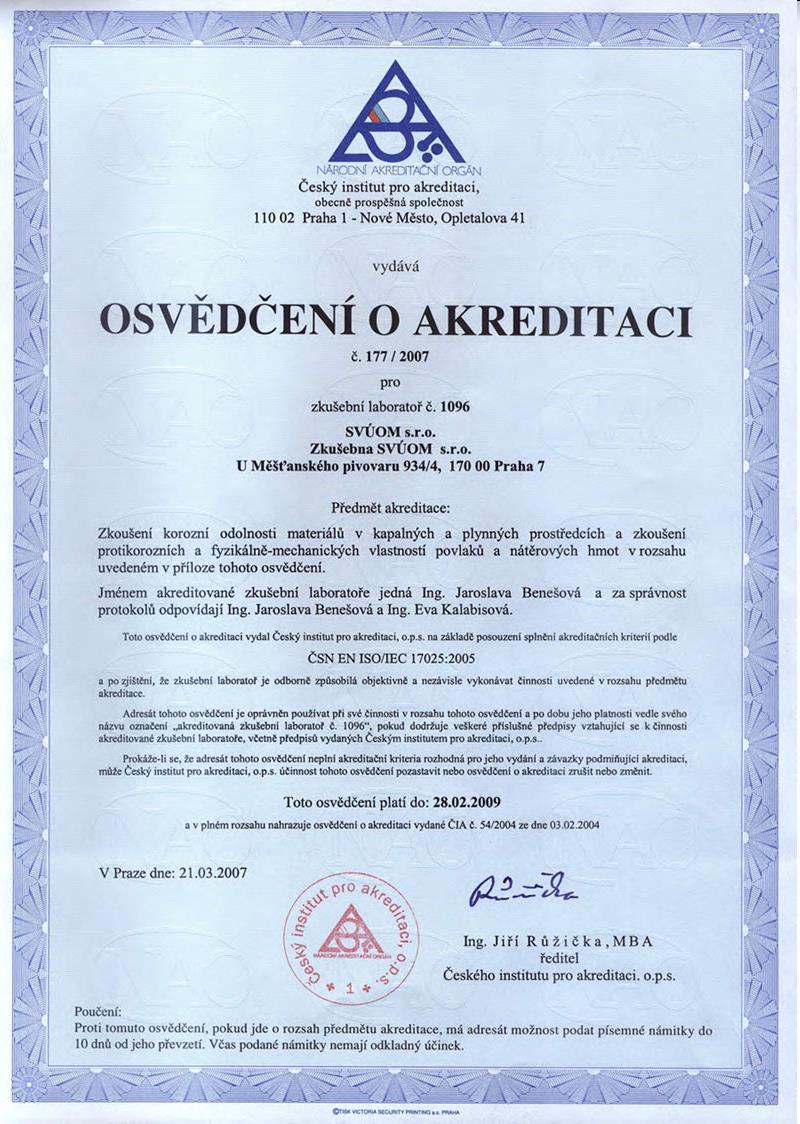 NÁRODNÍ AKREDITAČNÍ ORGÁN
Český institut pro akreditaci,
obecně prospěšná společnost
110 02 Praha 1 - Nové Město, Opletalova 41
vydává
OSVĚDČENÍ O AKREDITACI
č. 177 / 2007
pro
zkušební laboratoř č. 1096
SVÚOM s.r.o.
Zkušebna SVÚOM s.r.o.
U Měšťanského pivovaru 934/4, 170 00 Praha 7
Předmět akreditace:
Zkoušení korozní odolnosti materiálů v kapalných a plynných prostředcích a zkoušení
protikorozních a fyzikálně-mechanických vlastností povlaků a nátěrových hmot v rozsahu
uvedeném v příloze tohoto osvědčení.
Jménem akreditované zkušební laboratoře jedná Ing. Jaroslava Benešová a za správnost
protokolů odpovídají Ing. Jaroslava Benešová a Ing. Eva Kalabisová.
Toto osvědčení o akreditaci vydal Český institut pro akreditaci, o.p.s. na základě posouzení splnění akreditačních kriterií podle
ČSN EN ISO/IEC 17025:2005
a po zjištění, že zkušební laboratoř je odborně způsobilá objektivně a nezávisle vykonávat činnosti uvedené v rozsahu předmětu
akreditace.
Adresát tohoto osvědčení je oprávněn používat při své činnosti v rozsahu tohoto osvědčení a po dobu jeho platnosti vedle svého
názvu označení „akreditovaná zkušební laboratoř č. 1096", pokud dodržuje veškeré příslušné předpisy vztahující se k činnosti
akreditované zkušební laboratoře, včetně předpisů vydaných Českým institutem pro akreditaci, o.p.s..
Prokáže-li se, že adresát tohoto osvědčení neplní akreditační kriteria rozhodná pro jeho vydání a závazky podmiňující akreditaci,
může Český institut pro akreditaci, o.p.s. účinnost tohoto osvědčení pozastavit nebo osvědčení o akreditaci zrušit nebo změnit.
Toto osvědčení platí do: 28.02.2009
a v plném rozsahu nahrazuje osvědčení o akreditaci vydané ČIA č. 54/2004 ze dne 03.02.2004
V Praze dne: 21.03.2007
Český institut pro akreditaci, o.p.s.
NÁRODNÍ AKREDITAČNÍ ORGÁN
1
Růžička
Ing. Jiří Růžička, MBA
ředitel
Českého institutu pro akreditaci. o.p.s.
Poučení:
Proti tomuto osvědčení, pokud jde o rozsah předmětu akreditace, má adresát možnost podat písemné námitky do
10 dnů od jeho převzetí. Včas podané námitky nemají odkladný účinek.
©TISK VICTORIA SECURITY PRINTING a.s. PRAHA